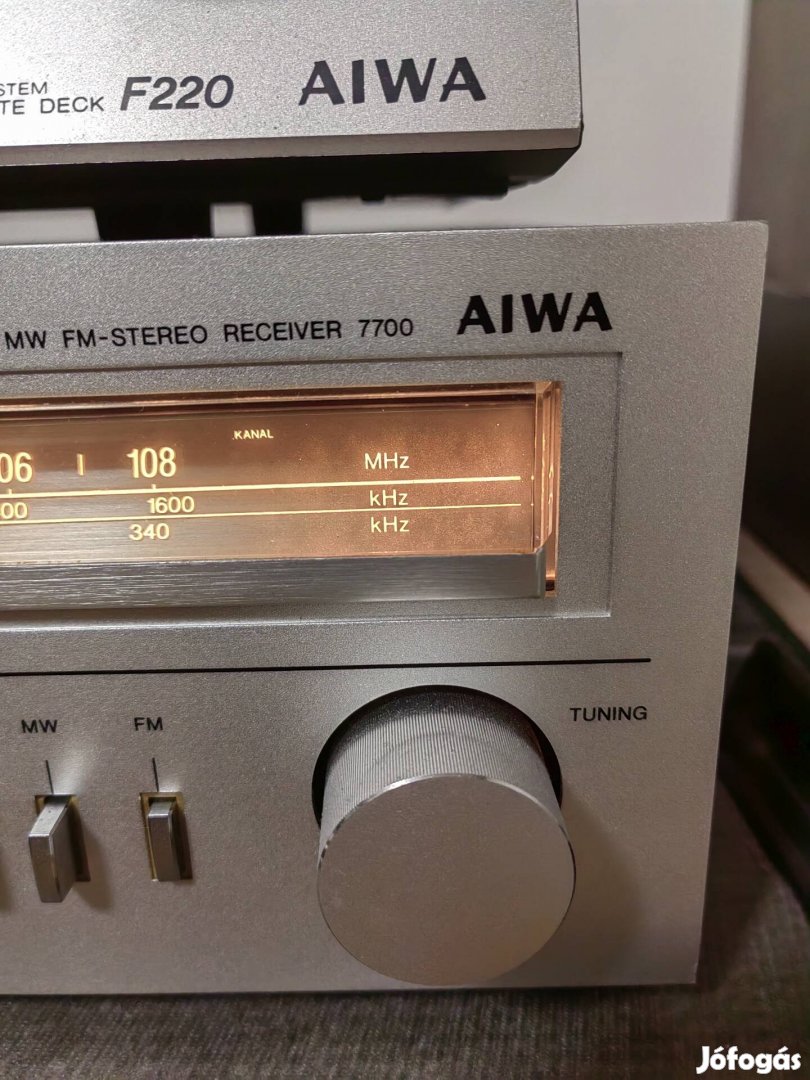 STEM
TE DECK F220 AIWA
MW FM-STEREO RECEIVER 7700 AIWA
KANAL
06 108 MHz
00 1600 kHz
340 kHz
MW FM TUNING
Jófogás